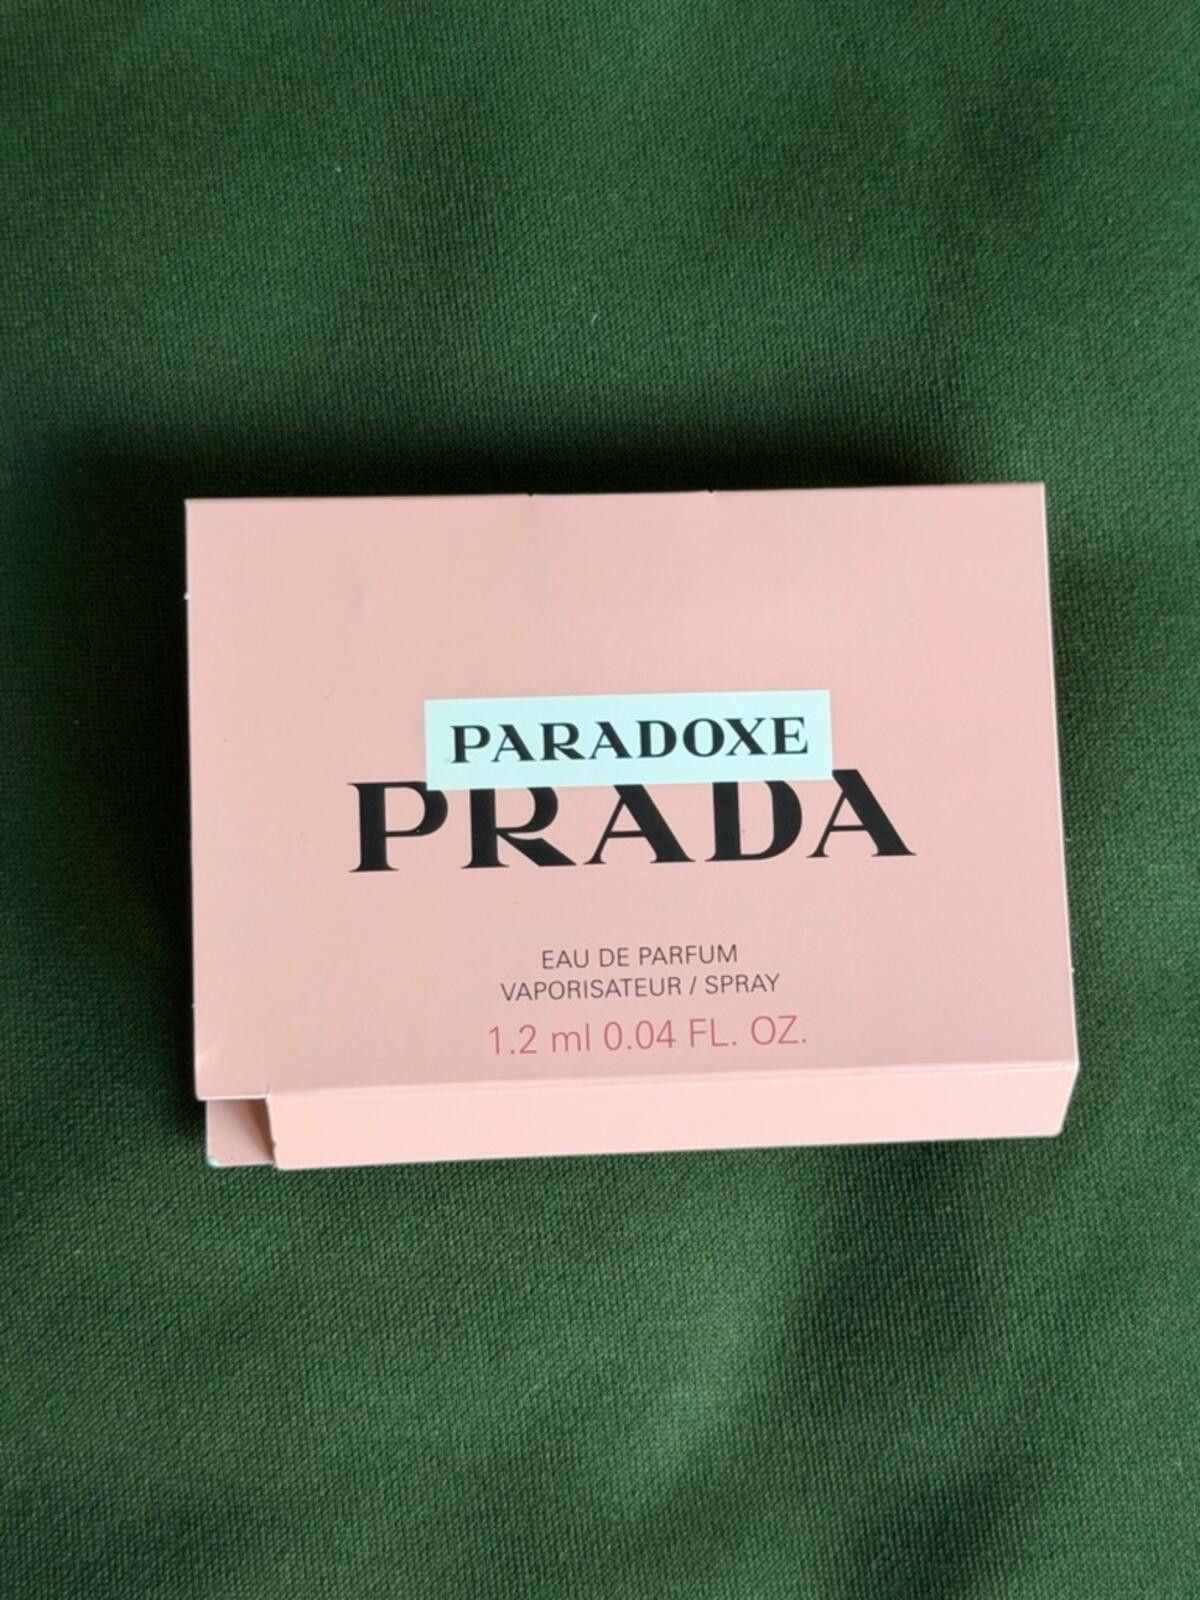 PARADOXE
PRADA
EAU DE PARFUM
VAPORISATEUR / SPRAY
1.2 ml 0.04 FL. OZ.